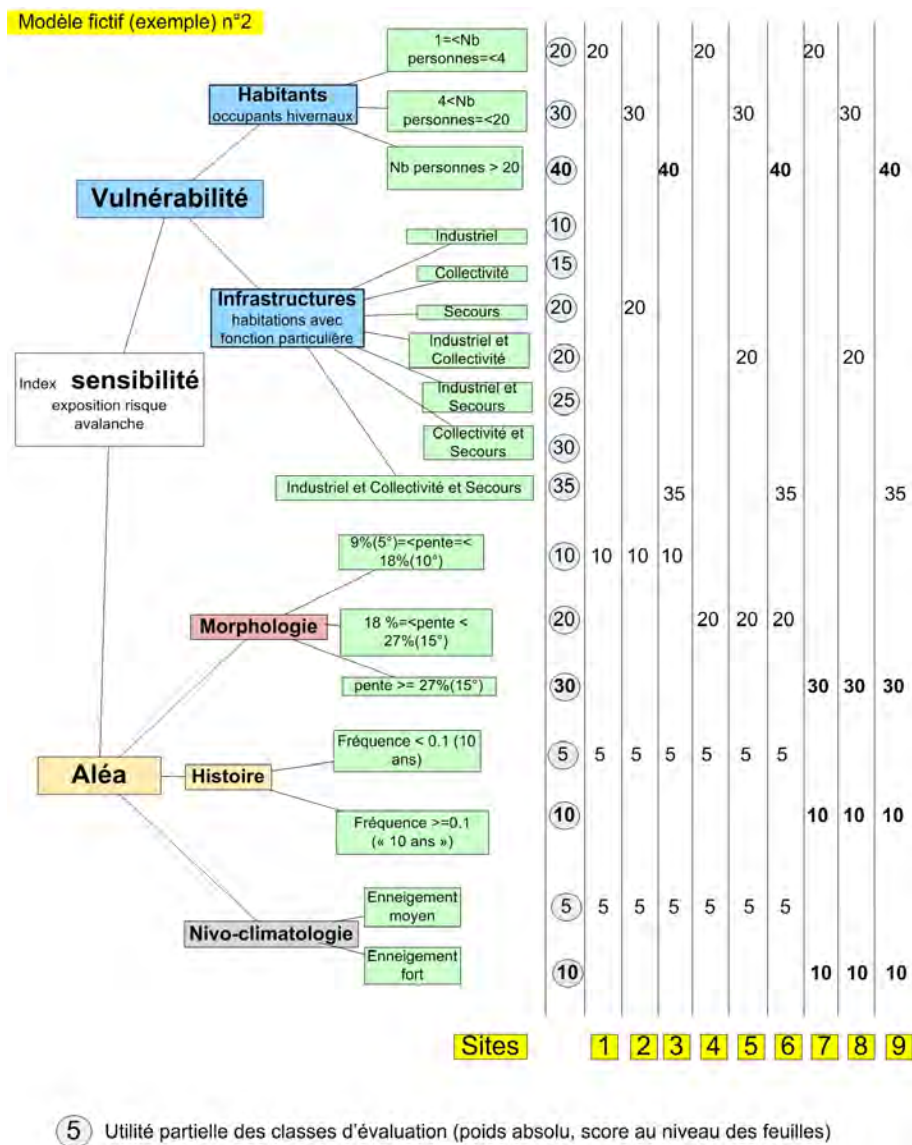 Modèle fictif (exemple) n°2
1=<Nb
personnes=<4
20 20 20 20
Habitants
occupants hivernaux
4<Nb
personnes=<20
30 30 30 30
Nb personnes > 20
40 40 40 40
Vulnérabilité
10
Industriel
15
Collectivité
Infrastructures
habitations avec
fonction particulière
Secours
20 20
Industriel et
Collectivité
20 20 20
Index sensibilité
exposition risque
avalanche
Industriel et
Secours
25
Collectivité et
Secours
30
Industriel et Collectivité et Secours
35 35 35 35
9%(5°)=<pente=<
18%(10°)
10 10 10 10
Morphologie
18 %=<pente <
27%(15°)
20 20 20 20
pente >= 27%(15°)
30 30 30 30
Fréquence < 0.1 (10
ans)
5 5 5 5 5 5 5
Aléa
Histoire
Fréquence >=0.1
(« 10 ans »)
10 10 10 10
Enneigement
moyen
5 5 5 5 5 5 5
Nivo-climatologie
Enneigement
fort
10 10 10 10
Sites 1 2 3 4 5 6 7 8 9
5 Utilité partielle des classes d'évaluation (poids absolu, score au niveau des feuilles)